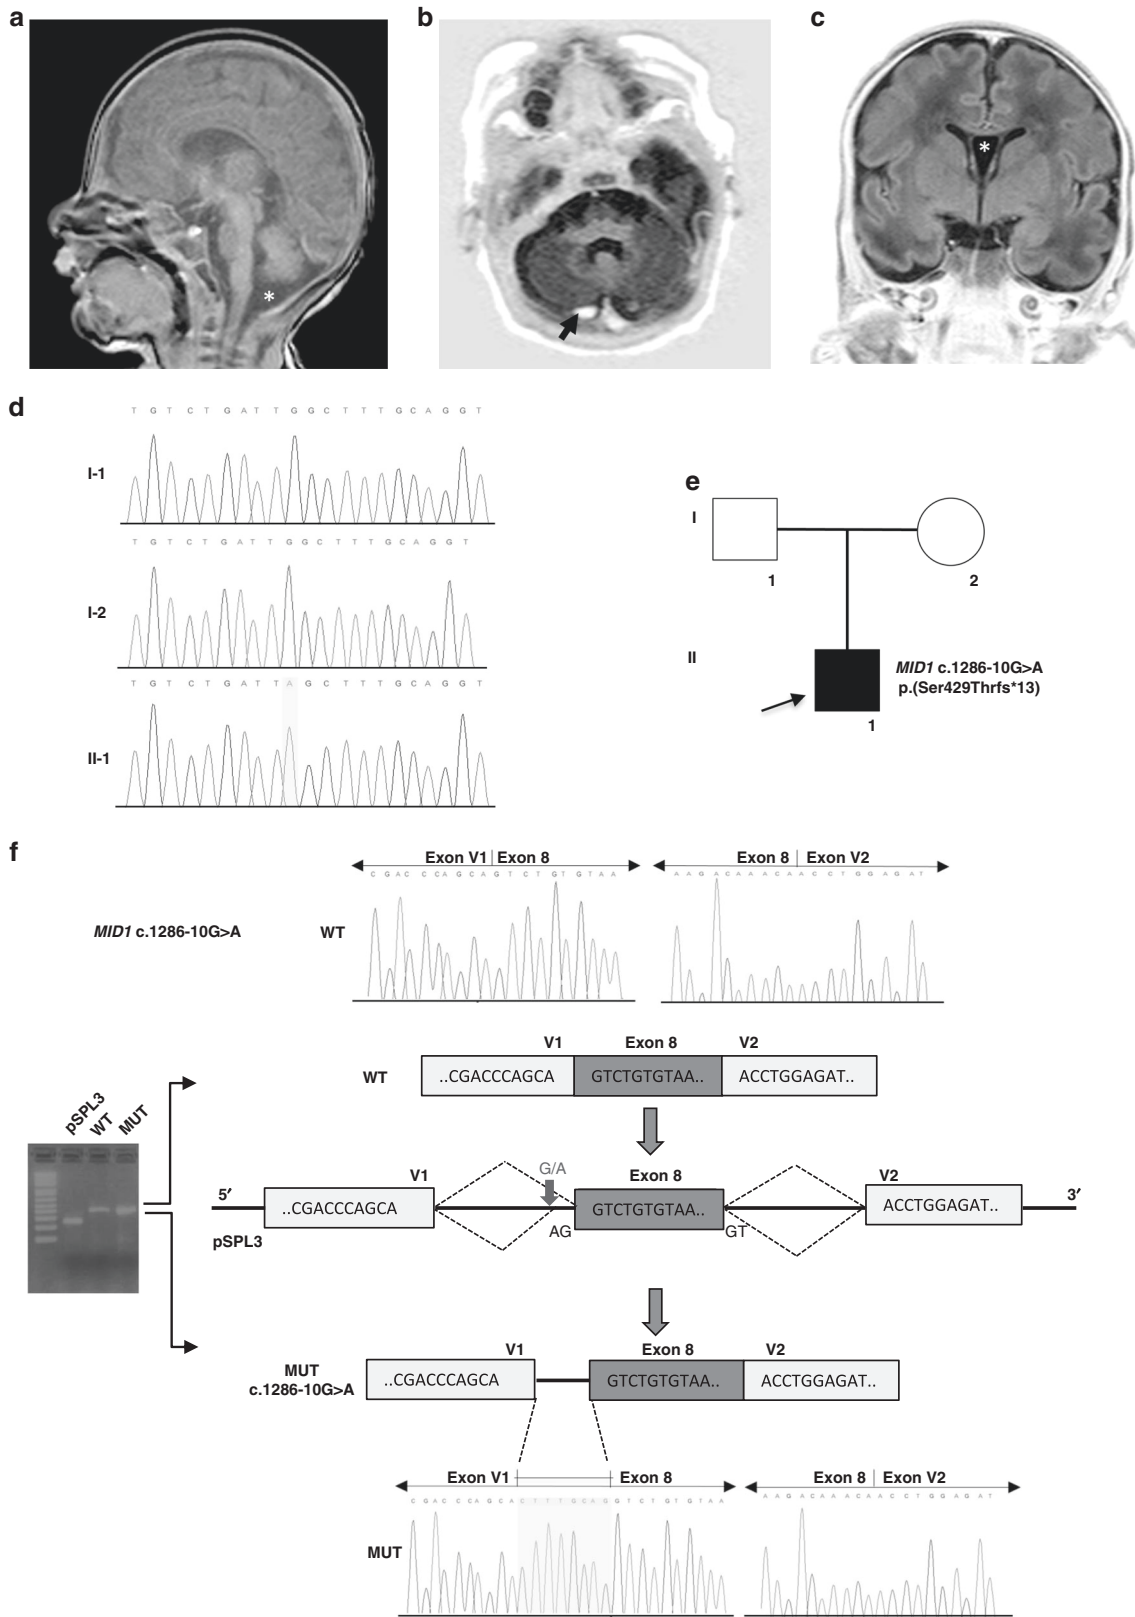 a
b
c
*
*
d
T G T C T G A T T G G C T T T G C A G G T
I-1
T G T C T G A T T G G C T T T G C A G G T
I-2
T G T C T G A T T A G C T T T G C A G G T
II-1
e
I
1
2
II
MID1 c.1286-10G>A
p.(Ser429Thrfs*13)
1
f
Exon V1 Exon 8
Exon 8 Exon V2
C G A C C C A G C A G T C T G T G T A A
A A G A C A A A C A A C C T G G A G A T
MID1 c.1286-10G>A
WT
V1 Exon 8 V2
WT
..CGACCCAGCA GTCTGTGTAA.. ACCTGGAGAT..
pSPL3
WT
MUT
G/A
V1 Exon 8 V2
5′ 3′
..CGACCCAGCA GTCTGTGTAA.. ACCTGGAGAT..
AG GT
pSPL3
V1 Exon 8 V2
MUT
c.1286-10G>A
..CGACCCAGCA GTCTGTGTAA.. ACCTGGAGAT..
Exon V1 Exon 8
Exon 8 Exon V2
C G A C C C A G C A C T T T G C A G G T C T G T G T A A
A A G A C A A A C A A C C T G G A G A T
MUT